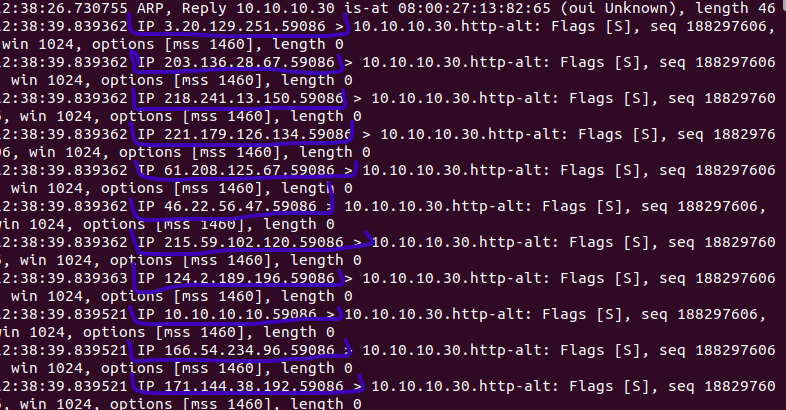 2:38:26.730755 ARP, Reply 10.10.10.30 is-at 08:00:27:13:82:65 (oui Unknown), length 46
2:38:39.839362 IP 3.20.129.251.59086 > 10.10.10.30.http-alt: Flags [S], seq 188297606,
win 1024, options [mss 1460], length 0
2:38:39.839362 IP 203.136.28.67.59086 > 10.10.10.30.http-alt: Flags [S], seq 188297606
win 1024, options [mss 1460], length 0
2:38:39.839362 IP 218.241.13.150.59086 > 10.10.10.30.http-alt: Flags [S], seq 18829760
, win 1024, options [mss 1460], length 0
2:38:39.839362 IP 221.179.126.134.59086 > 10.10.10.30.http-alt: Flags [S], seq 1882976
06, win 1024, options [mss 1460], length 0
2:38:39.839362 IP 61.208.125.67.59086 > 10.10.10.30.http-alt: Flags [S], seq 188297606
win 1024, options [mss 1460], length 0
2:38:39.839362 IP 46.22.56.47.59086 > 10.10.10.30.http-alt: Flags [S], seq 188297606,
win 1024, options [mss 1460], length 0
2:38:39.839362 IP 215.59.102.120.59086 > 10.10.10.30.http-alt: Flags [S], seq 18829760
, win 1024, options [mss 1460], length 0
2:38:39.839363 IP 124.2.189.196.59086 > 10.10.10.30.http-alt: Flags [S], seq 188297606
win 1024, options [mss 1460], length 0
2:38:39.839521 IP 10.10.10.10.59086 > 10.10.10.30.http-alt: Flags [S], seq 188297606,
win 1024, options [mss 1460], length 0
2:38:39.839521 IP 166.54.234.96.59086 > 10.10.10.30.http-alt: Flags [S], seq 188297606
win 1024, options [mss 1460], length 0
2:38:39.839521 IP 171.144.38.192.59086 > 10.10.10.30.http-alt: Flags [S], seq 18829760
, win 1024, options [mss 1460], length 0